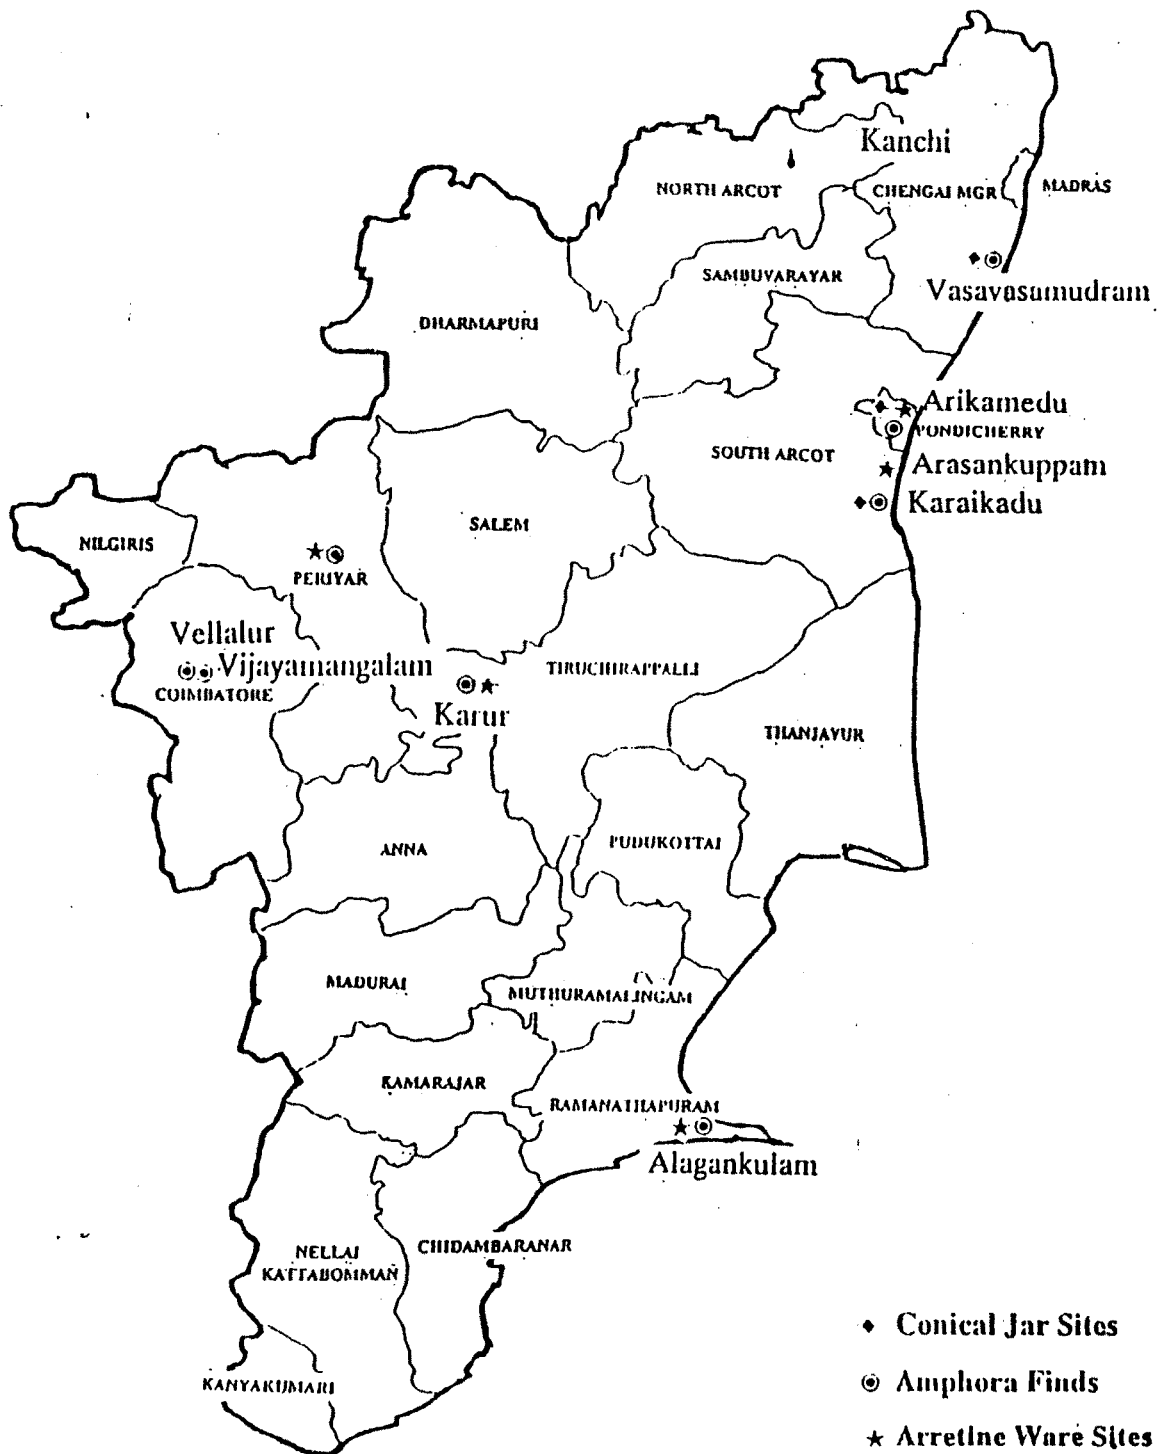 Kanchi
NORTH ARCOT
CHENGAI MGR
MADRAS
SAMBUVARAYAR
Vasavasamudram
DHARMAPURI
Arikamedu
PONDICHERRY
SOUTH ARCOT
Arasankuppam
Karaikadu
SALEM
NILGIRIS
PERIYAR
Vellalur
Vijayamangalam
COIMBATORE
TIRUCHIRAPPALLI
Karur
THANJAVUR
ANNA
PUDUKOTTAI
MADURAI
MUTHURAMALINGAM
KAMARAJAR
RAMANATHAPURAM
Alagankulam
NELLAI
KATTABOMMAN
CHIDAMBARANAR
KANYAKUMARI
Conical Jar Sites
Amphora Finds
Arretine Ware Sites